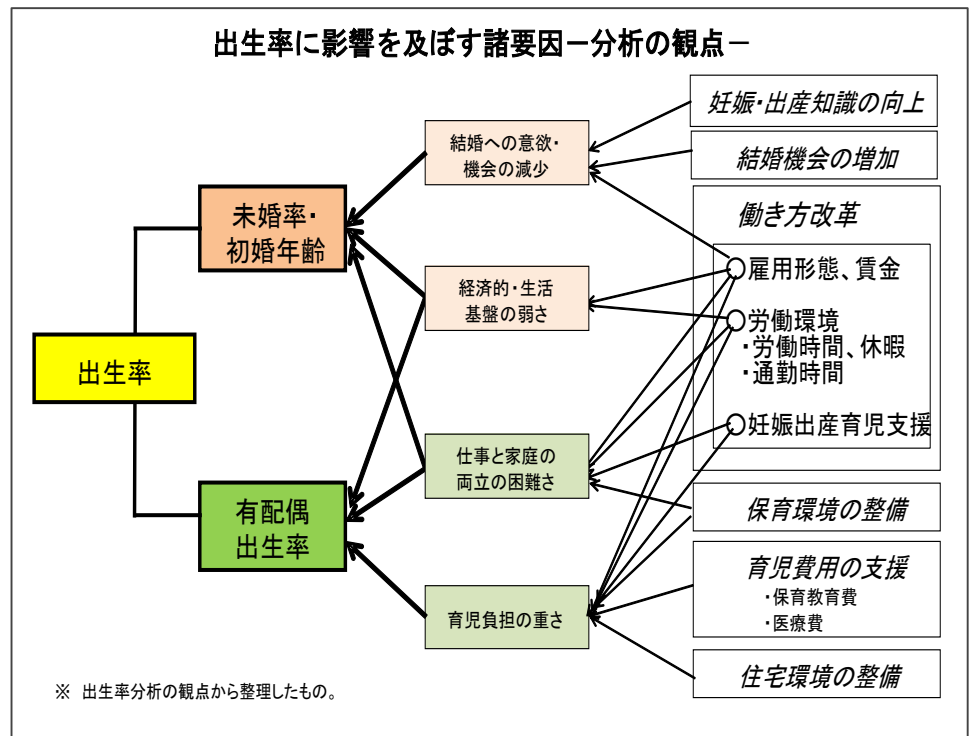 出生率に影響を及ぼす諸要因－分析の観点－
出生率
未婚率・
初婚年齢
有配偶
出生率
結婚への意欲・
機会の減少
経済的・生活
基盤の弱さ
仕事と家庭の
両立の困難さ
育児負担の重さ
妊娠・出産知識の向上
結婚機会の増加
働き方改革
○雇用形態、賃金
○労働環境
・労働時間、休暇
・通勤時間
○妊娠出産育児支援
保育環境の整備
育児費用の支援
・保育教育費
・医療費
住宅環境の整備
※ 出生率分析の観点から整理したもの。